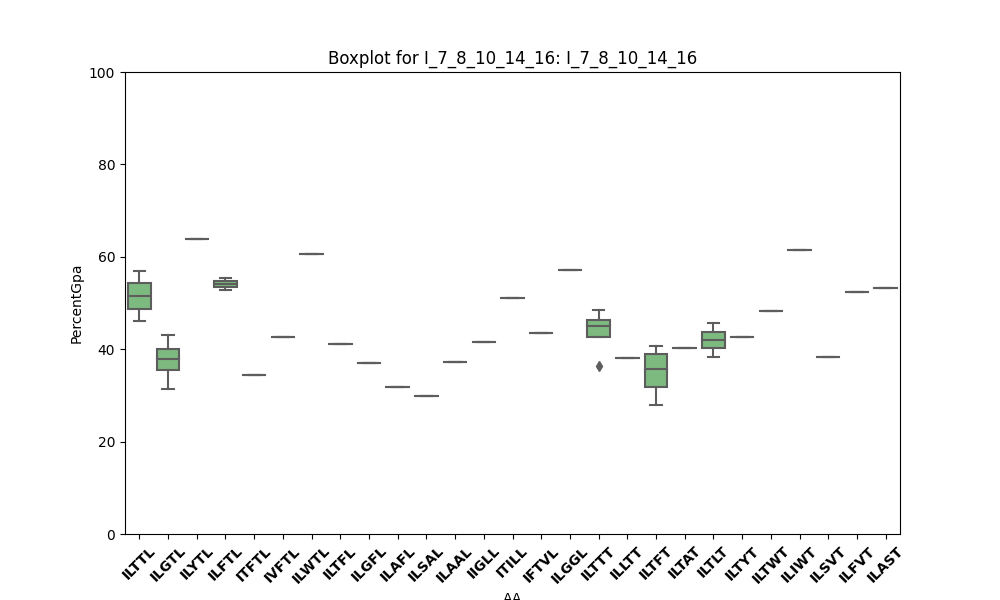 Boxplot for I_7_8_10_14_16: I_7_8_10_14_16
100
80
60
40
20
0
PercentGpa
ILTTL ILGTL ILYTL ILFTL ITFTL IVFTL ILWTL ILTFL ILGFL ILAFL ILSAL ILAAL IIGLL ITILL IFTVL ILGGL ILTTT ILLTT ILTFT ILTAT ILTLT ILTYT ILTWT ILIWT ILSVT ILFVT ILAST
AA